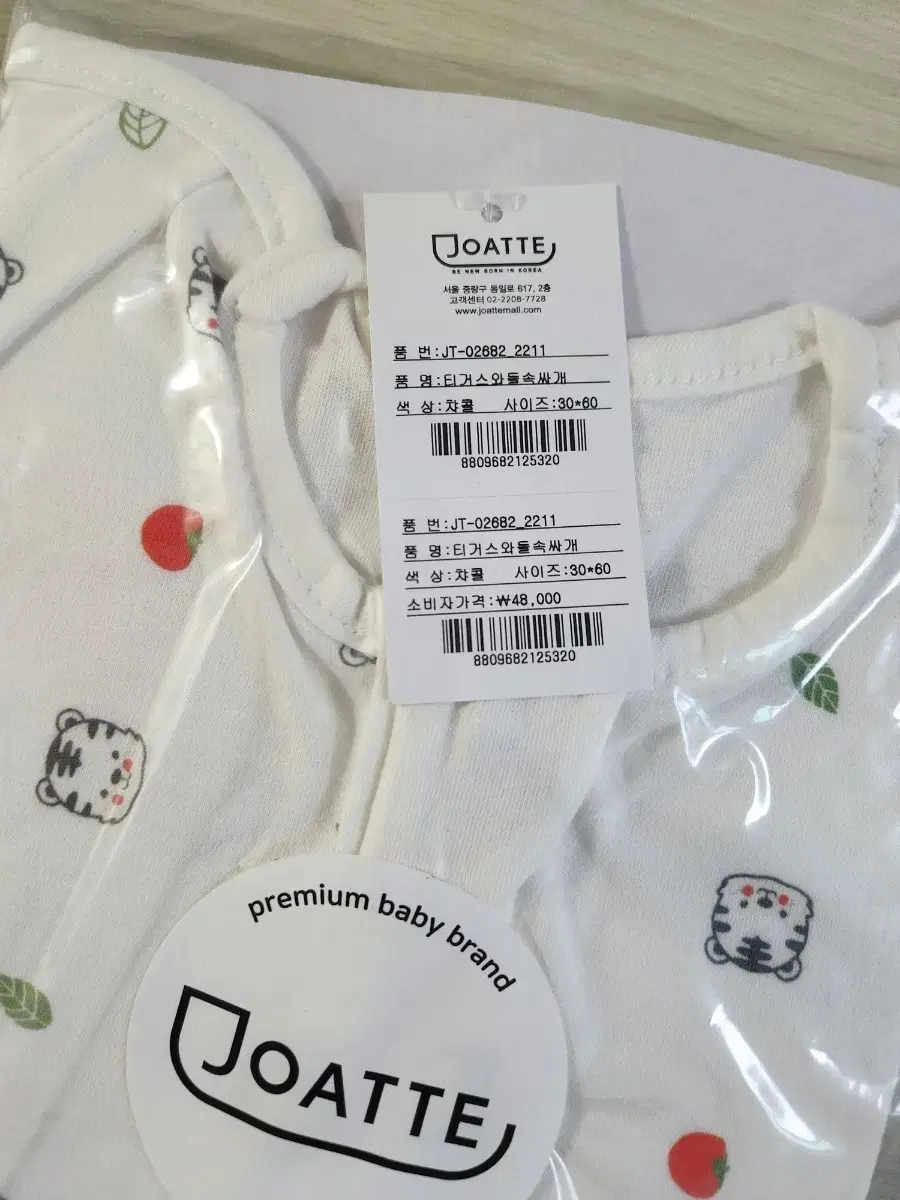 JOATTE
BE NEW BORN IN KOREA
서울 중랑구 동일로 617, 2층
고객센터 02-2208-7728
www.joattemall.com
품 번:JT-02682_2211
품 명:티거스와들속싸개
색 상:챠콜 사이즈:30*60
8809682125320
품 번:JT-02682_2211
품 명:티거스와들속싸개
색 상:챠콜 사이즈:30*60
소비자가격:₩48,000
8809682125320
premium baby brand
JOATTE